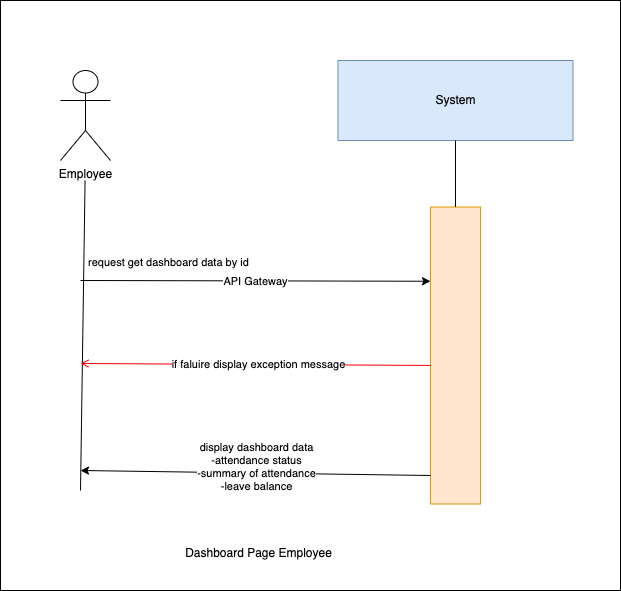 System
Employee
request get dashboard data by id
API Gateway
if faluire display exception message
display dashboard data
-attendance status
-summary of attendance
-leave balance
Dashboard Page Employee